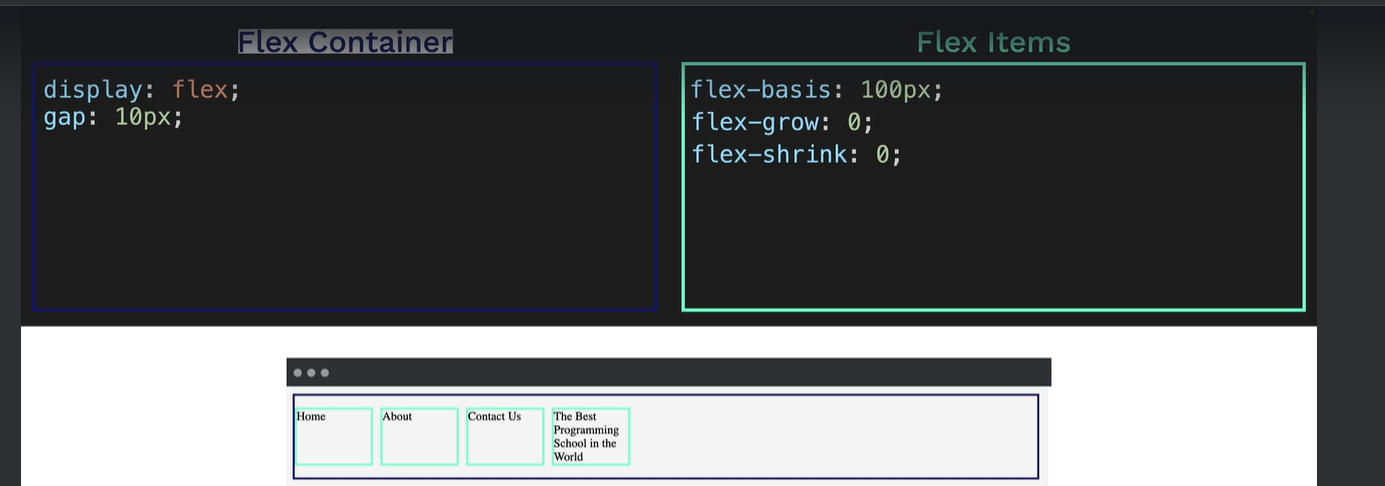 Flex Container
Flex Items
display: flex;
gap: 10px;
flex-basis: 100px;
flex-grow: 0;
flex-shrink: 0;
Home
About
Contact Us
The Best
Programming
School in the
World